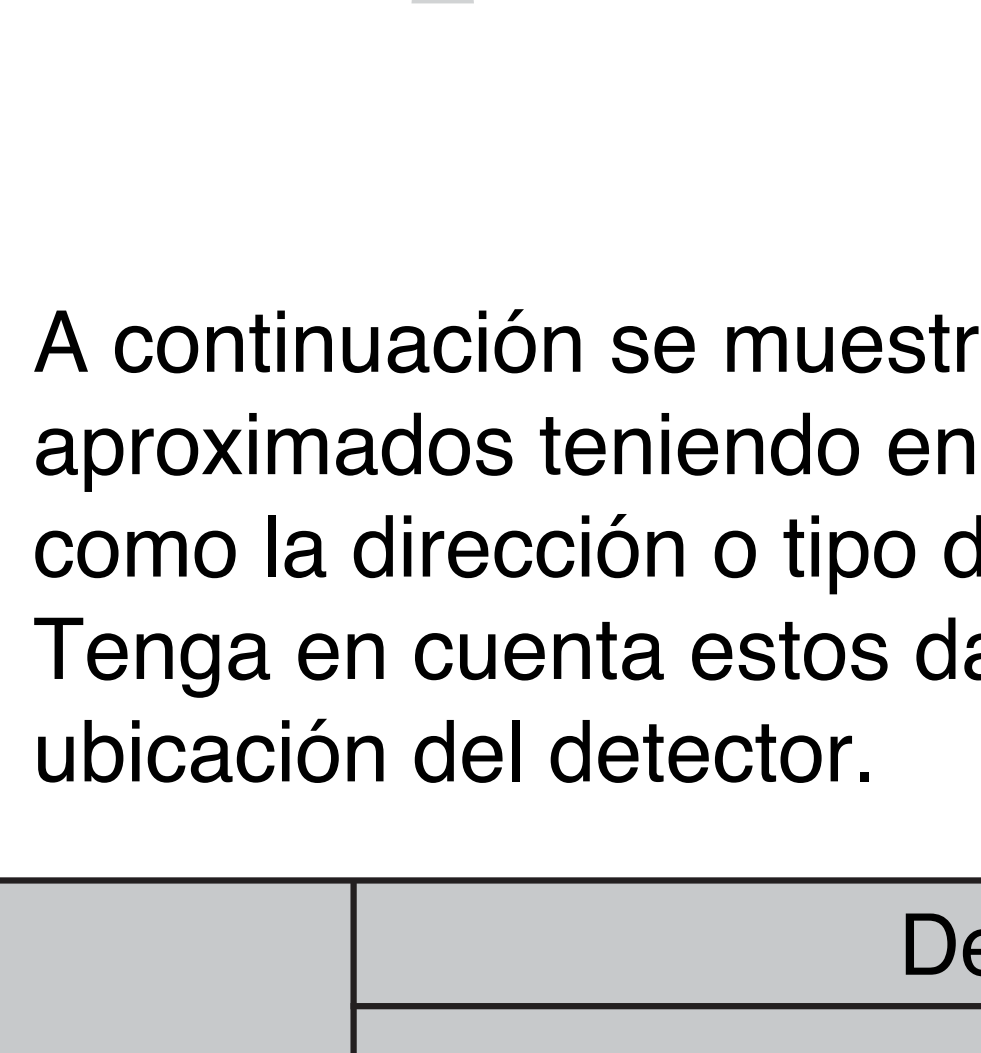 A continuación se muestr
aproximados teniendo en
como la dirección o tipo d
Tenga en cuenta estos da
ubicación del detector.
De